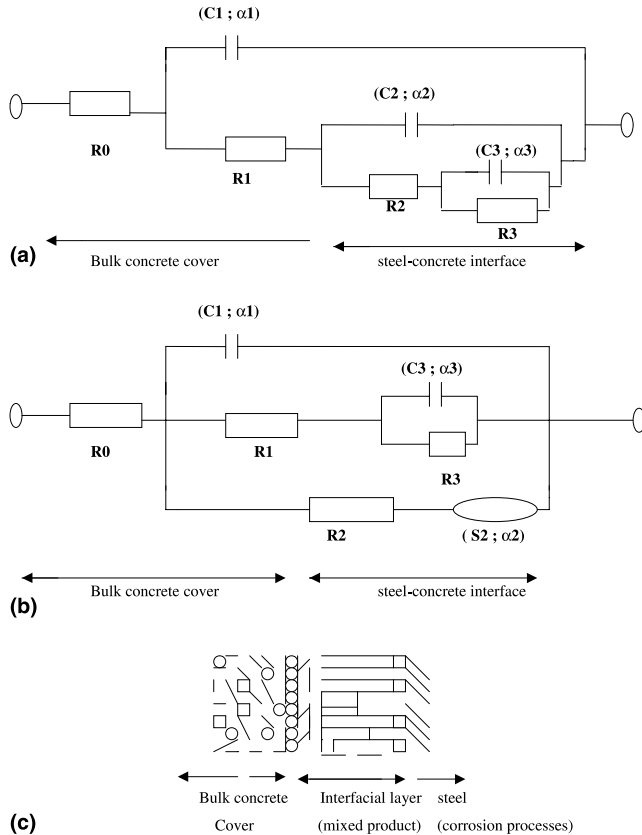 (C1 ; α1)
(C2 ; α2)
(C3 ; α3)
R0
R1
R2
R3
(a)
Bulk concrete cover
steel-concrete interface
(C1 ; α1)
(C3 ; α3)
R0
R1
R3
R2
( S2 ; α2)
(b)
Bulk concrete cover
steel-concrete interface
Bulk concrete Interfacial layer steel
(c) Cover (mixed product) (corrosion processes)